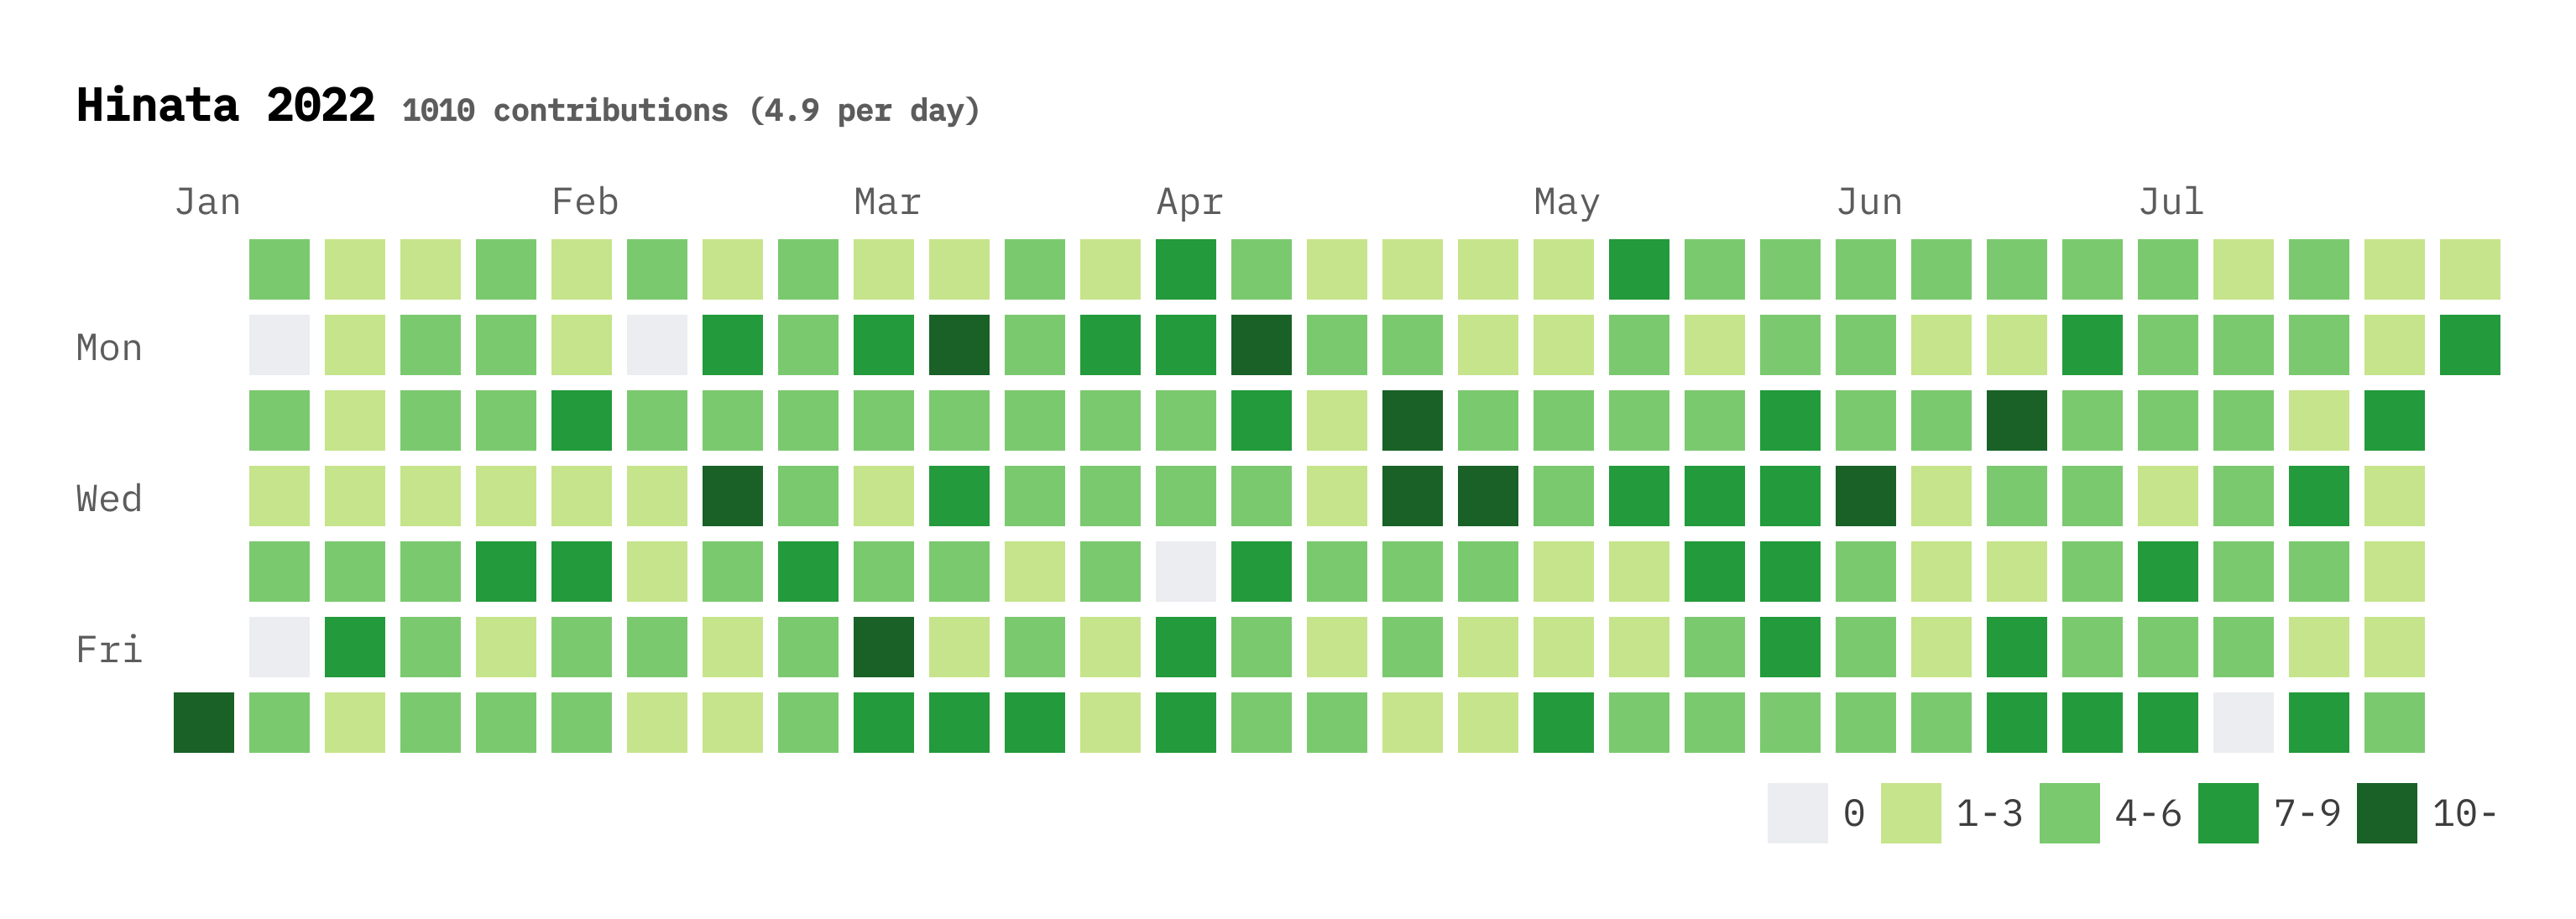 Hinata 2022 1010 contributions (4.9 per day)
Jan Feb Mar Apr May Jun Jul
Mon
Wed
Fri
0 1-3 4-6 7-9 10-